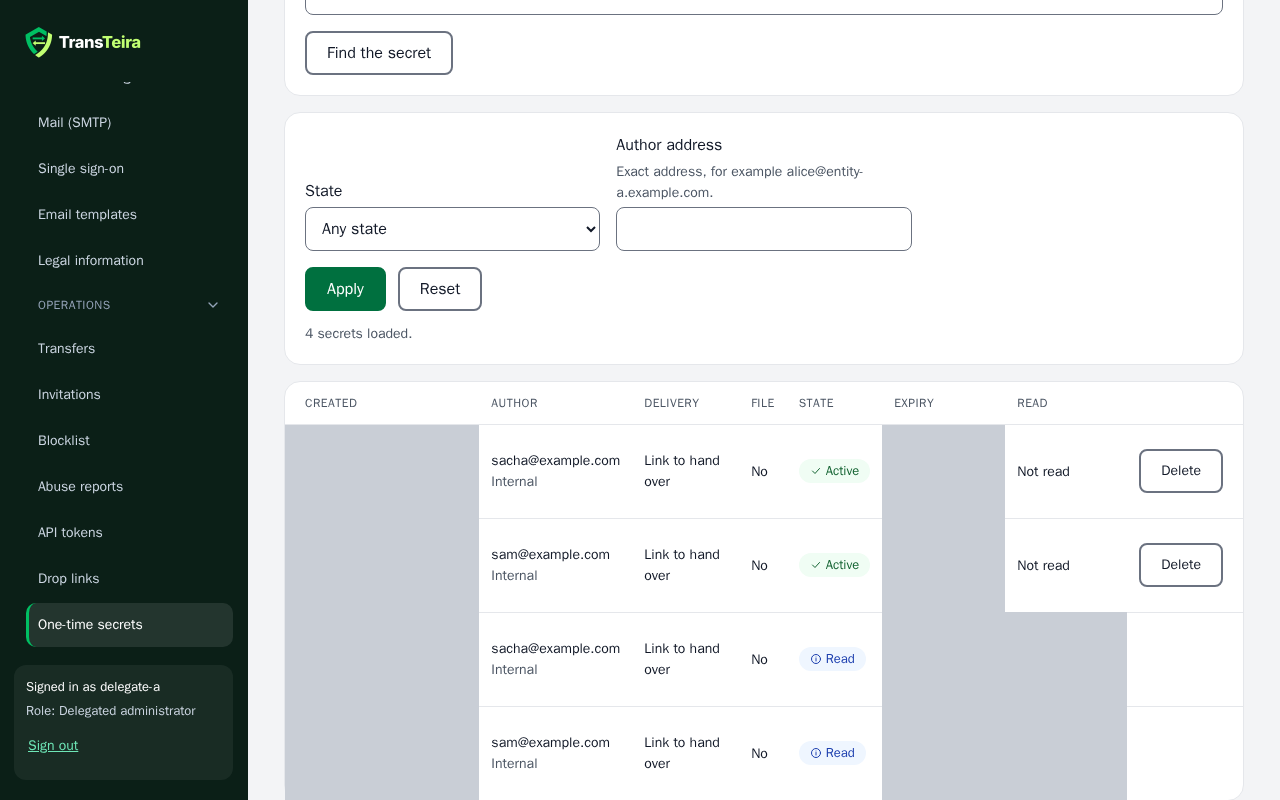 TransTeira
Mail (SMTP)
Single sign-on
Email templates
Legal information
OPERATIONS
Transfers
Invitations
Blocklist
Abuse reports
API tokens
Drop links
One-time secrets
Signed in as delegate-a
Role: Delegated administrator
Sign out
Find the secret
State
Any state
Author address
Exact address, for example alice@entity-
a.example.com.
Apply
Reset
4 secrets loaded.
CREATED AUTHOR DELIVERY FILE STATE EXPIRY READ
sacha@example.com
Internal
Link to hand
over
No
Active
Not read
Delete
sam@example.com
Internal
Link to hand
over
No
Active
Not read
Delete
sacha@example.com
Internal
Link to hand
over
No
Read
sam@example.com
Internal
Link to hand
over
No
Read